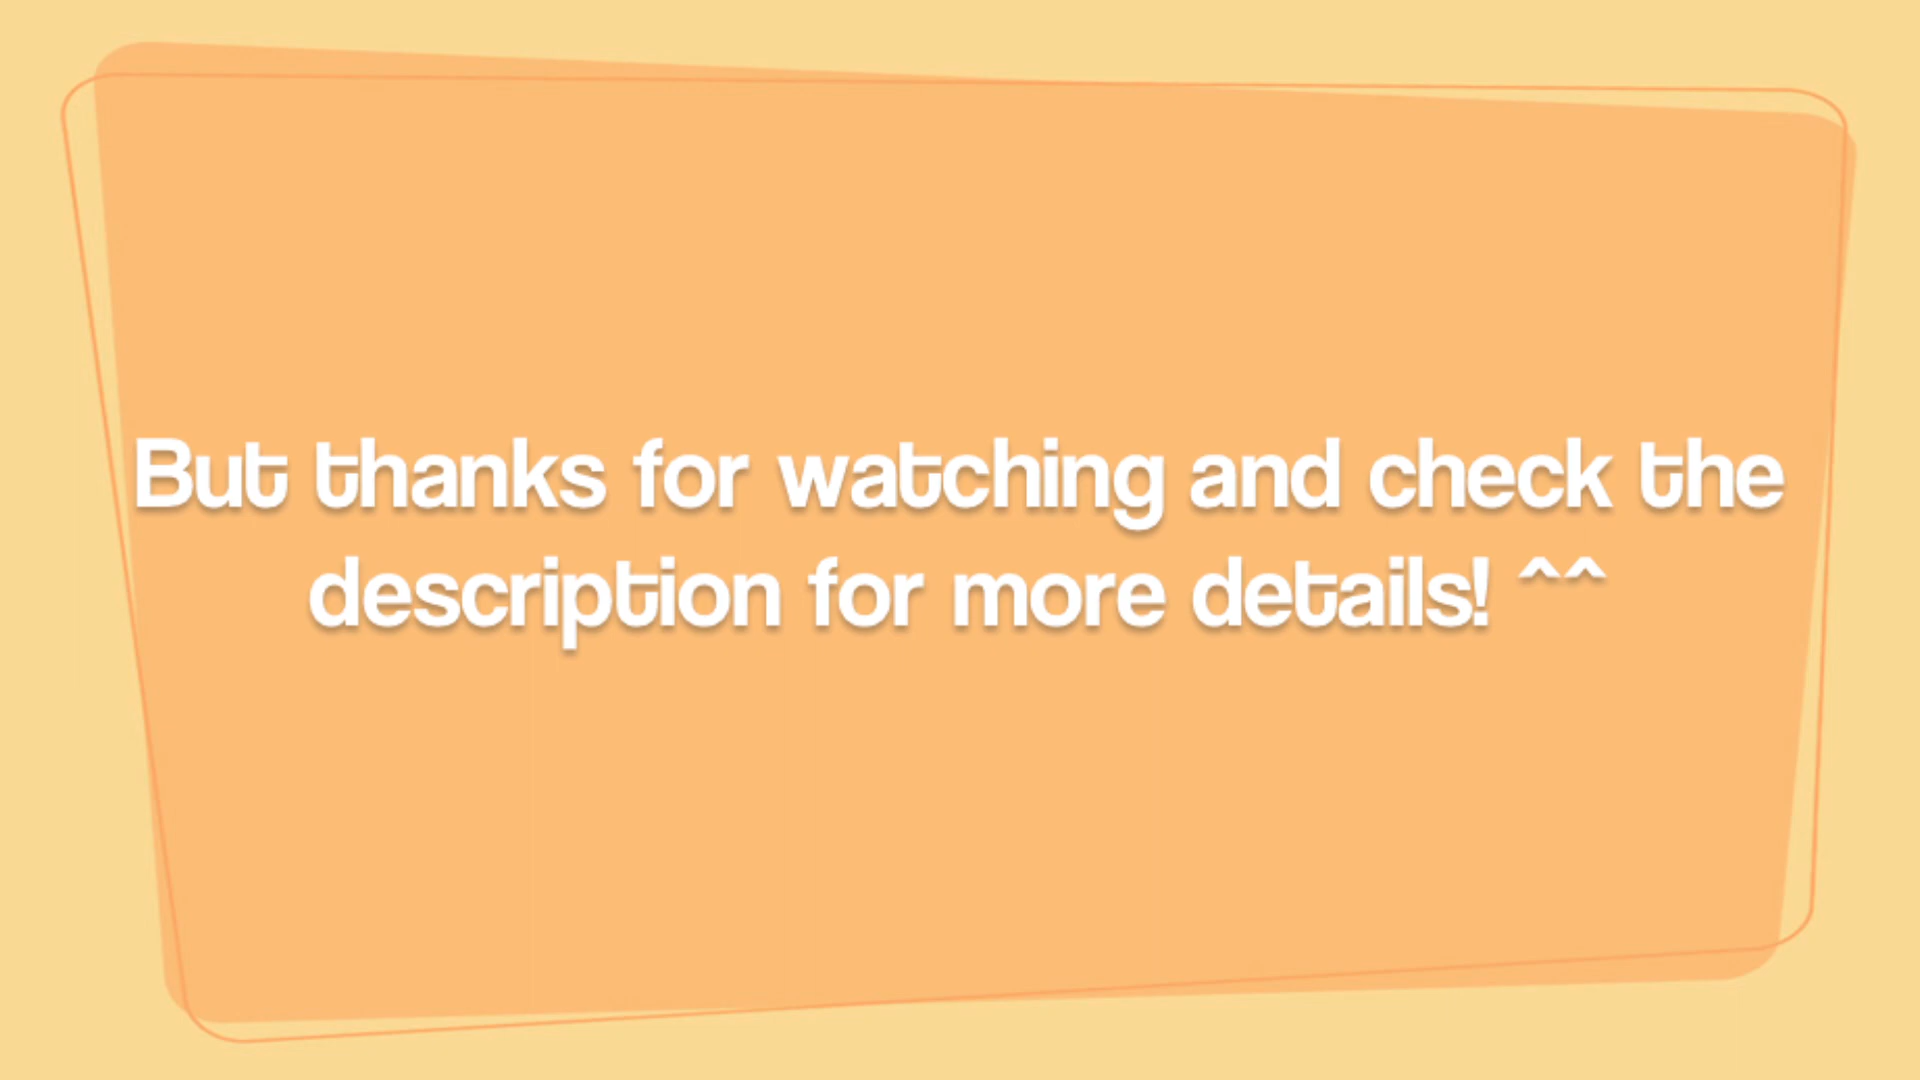 But thanks for watching and check the
description for more details! ^^